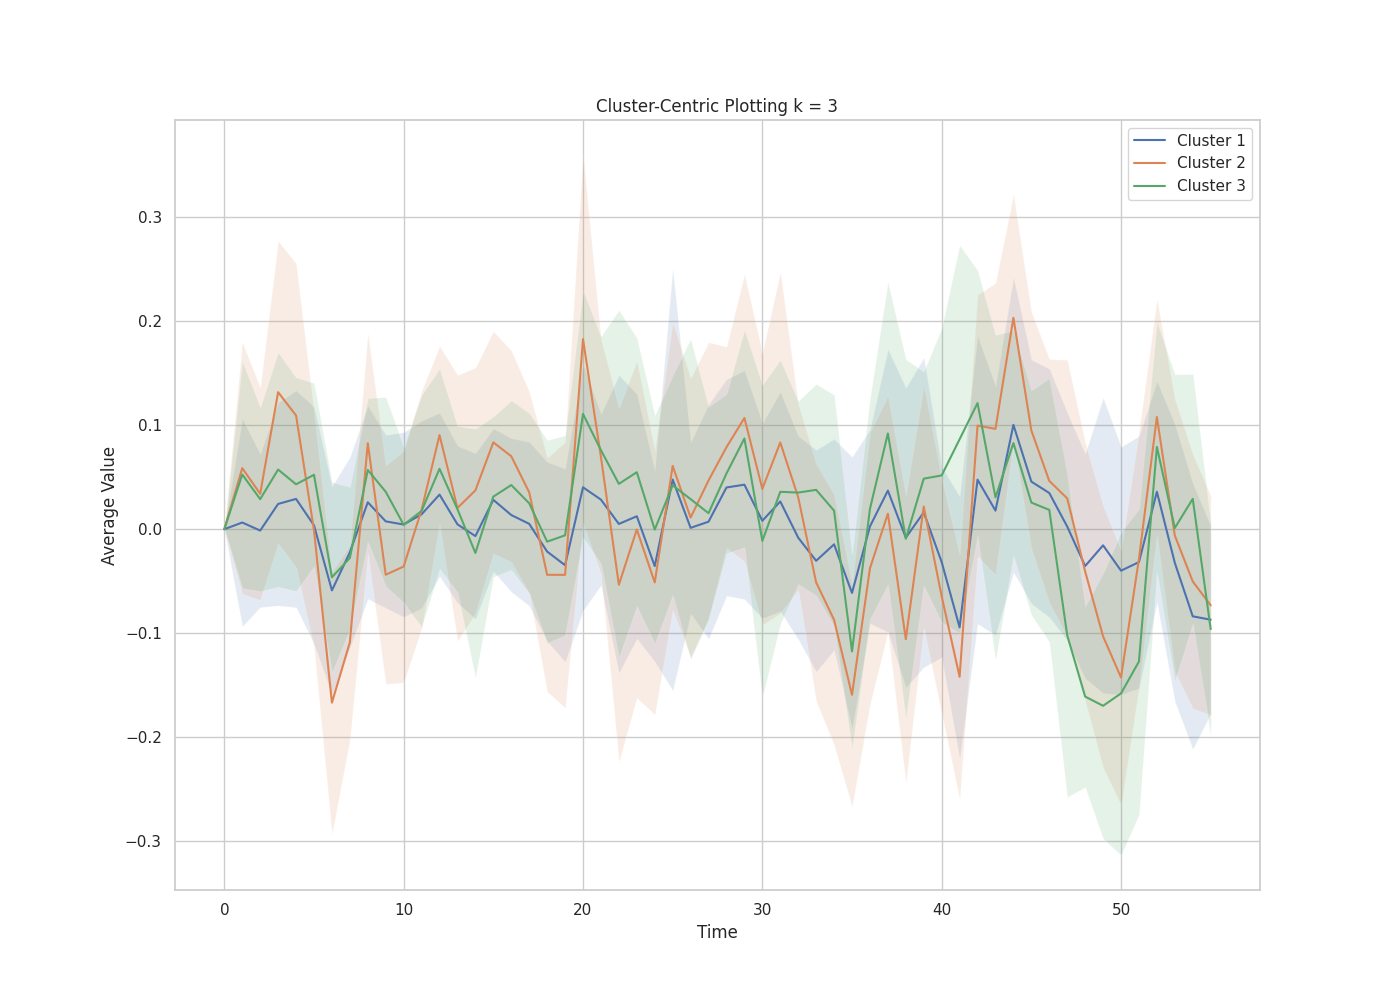 Cluster-Centric Plotting k = 3
Cluster 1
Cluster 2
Cluster 3
0.3
0.2
0.1
0.0
−0.1
−0.2
−0.3
Average Value
0 10 20 30 40 50
Time